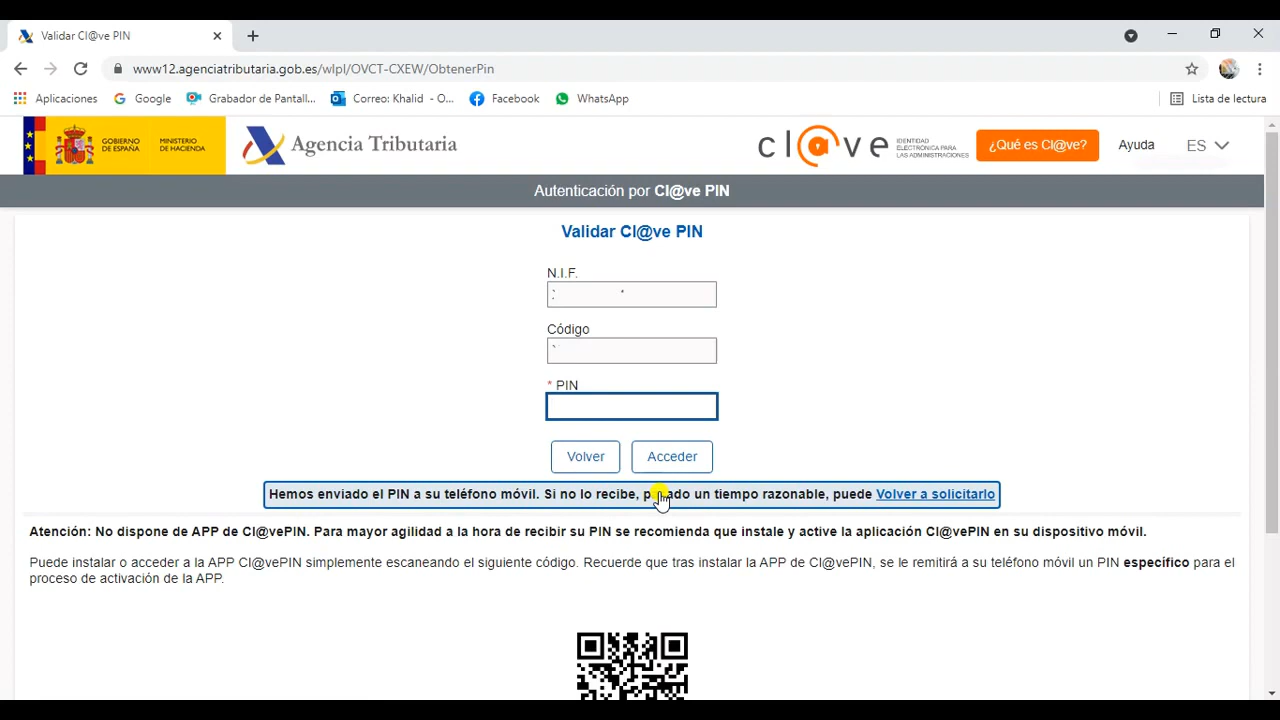 Validar Cl@ve PIN
www12.agenciatributaria.gob.es/wlpl/OVCT-CXEW/ObtenerPin
Aplicaciones Google Grabador de Pantall... Correo: Khalid - O... Facebook WhatsApp Lista de lectura
GOBIERNO DE ESPAÑA MINISTERIO DE HACIENDA
Agencia Tributaria
cl@ve IDENTIDAD ELECTRÓNICA PARA LAS ADMINISTRACIONES
¿Qué es Cl@ve? Ayuda ES
Autenticación por Cl@ve PIN
Validar Cl@ve PIN
N.I.F.
Código
* PIN
Volver Acceder
Hemos enviado el PIN a su teléfono móvil. Si no lo recibe, un tiempo razonable, puede Volver a solicitarlo
Atención: No dispone de APP de Cl@vePIN. Para mayor agilidad a la hora de recibir su PIN se recomienda que instale y active la aplicación Cl@vePIN en su dispositivo móvil.
Puede instalar o acceder a la APP Cl@vePIN simplemente escaneando el siguiente código. Recuerde que tras instalar la APP de Cl@vePIN, se le remitirá a su teléfono móvil un PIN específico para el
proceso de activación de la APP.